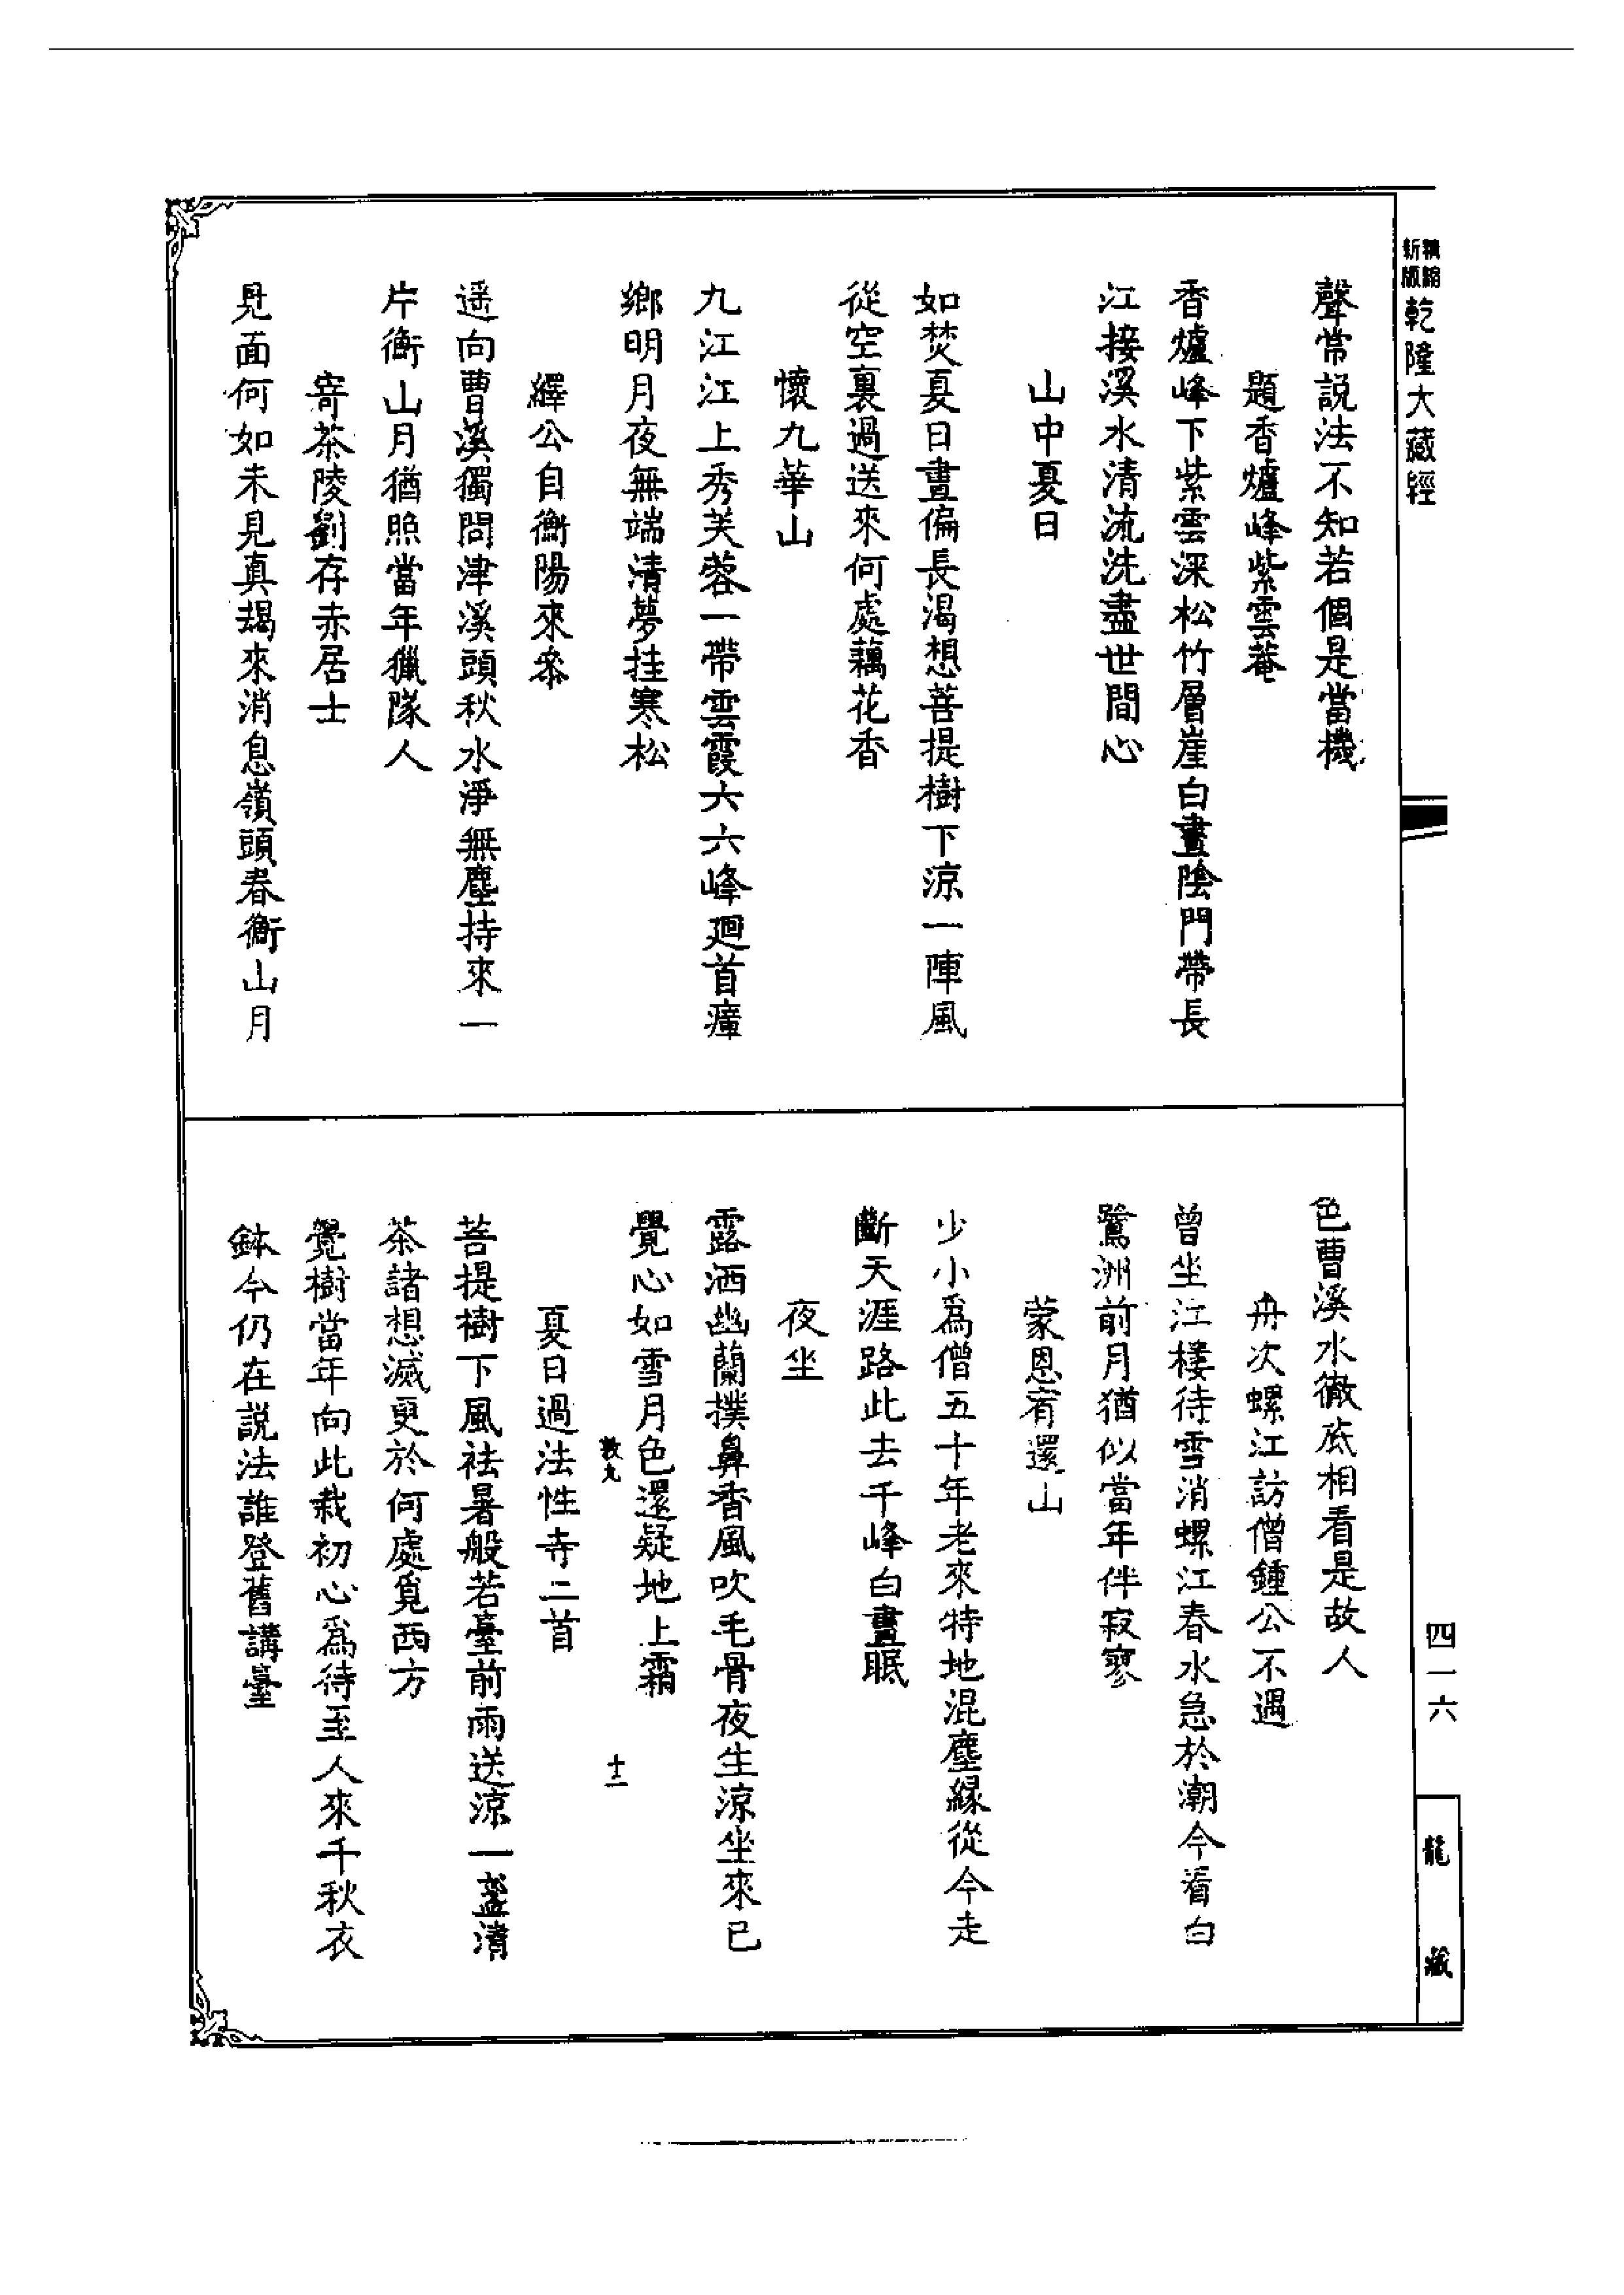 精縮新版乾隆大藏經
聲常説法不知若個是當機
題香爐峰紫雲菴
香爐峰下紫雲深松竹層崖白晝陰門帶長
江接溪水清流洗盡世間心
山中夏日
如焚夏日晝偏長渴想菩提樹下涼一陣風
從空裏過送來何處藕花香
懷九華山
九江江上秀芙蓉一帶雲霞六六峰廻首瘴
鄉明月夜無端清夢挂寒松
繹公自衡陽來叅
遥向曹溪獨問津溪頭秋水淨無塵持來一
片衡山月猶照當年獵隊人
寄茶陵劉存赤居士
見面何如未見真朅來消息嶺頭春衡山月
色曹溪水徹底相看是故人
舟次螺江訪僧鍾公不遇
曾坐江樓待雪消螺江春水急於潮今看白
鷺洲前月猶似當年伴寂寥
蒙恩宥還山
少小爲僧五十年老來特地混塵緣從今走
斷天涯路此去千峰白晝眠
夜坐
露洒幽蘭撲鼻香風吹毛骨夜生涼坐來已
覺心如雪月色還疑地上霜
敦九
十二
夏日過法性寺二首
菩提樹下風袪暑般若臺前雨送涼一盞清
茶諸想滅更於何處覓西方
覺樹當年向此栽初心爲待至人來千秋衣
鉢今仍在説法誰登舊講臺
四一六
龍藏